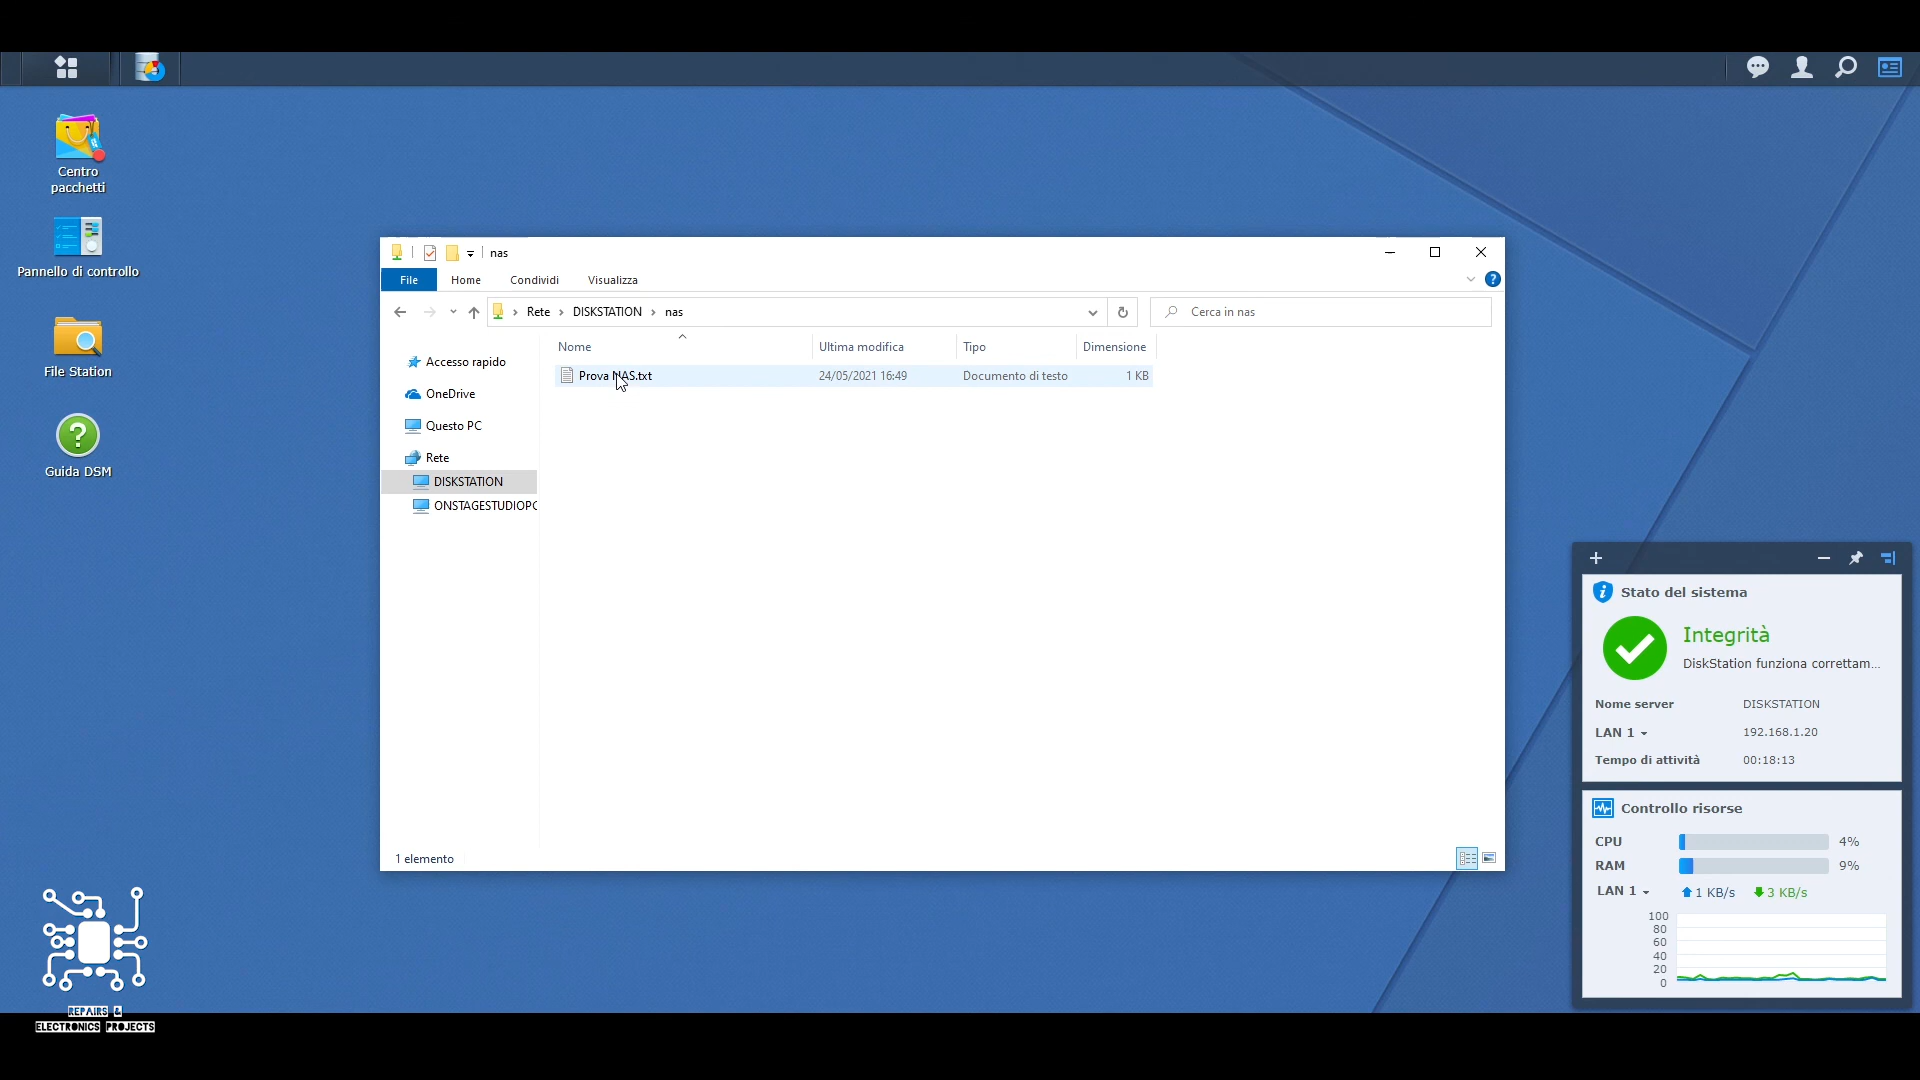 Centro
pacchetti
Pannello di controllo
File Station
Guida DSM
nas
File Home Condividi Visualizza
Rete DISKSTATION nas
Cerca in nas
Nome Ultima modifica Tipo Dimensione
Prova NAS.txt 24/05/2021 16:49 Documento di testo 1 KB
Accesso rapido
OneDrive
Questo PC
Rete
DISKSTATION
ONSTAGESTUDIOPC
1 elemento
Stato del sistema
Integrità
DiskStation funziona correttam...
Nome server DISKSTATION
LAN 1 192.168.1.20
Tempo di attività 00:18:13
Controllo risorse
CPU 4%
RAM 9%
LAN 1 1 KB/s 3 KB/s
100
80
60
40
20
0
REPAIRS &
ELECTRONICS PROJECTS